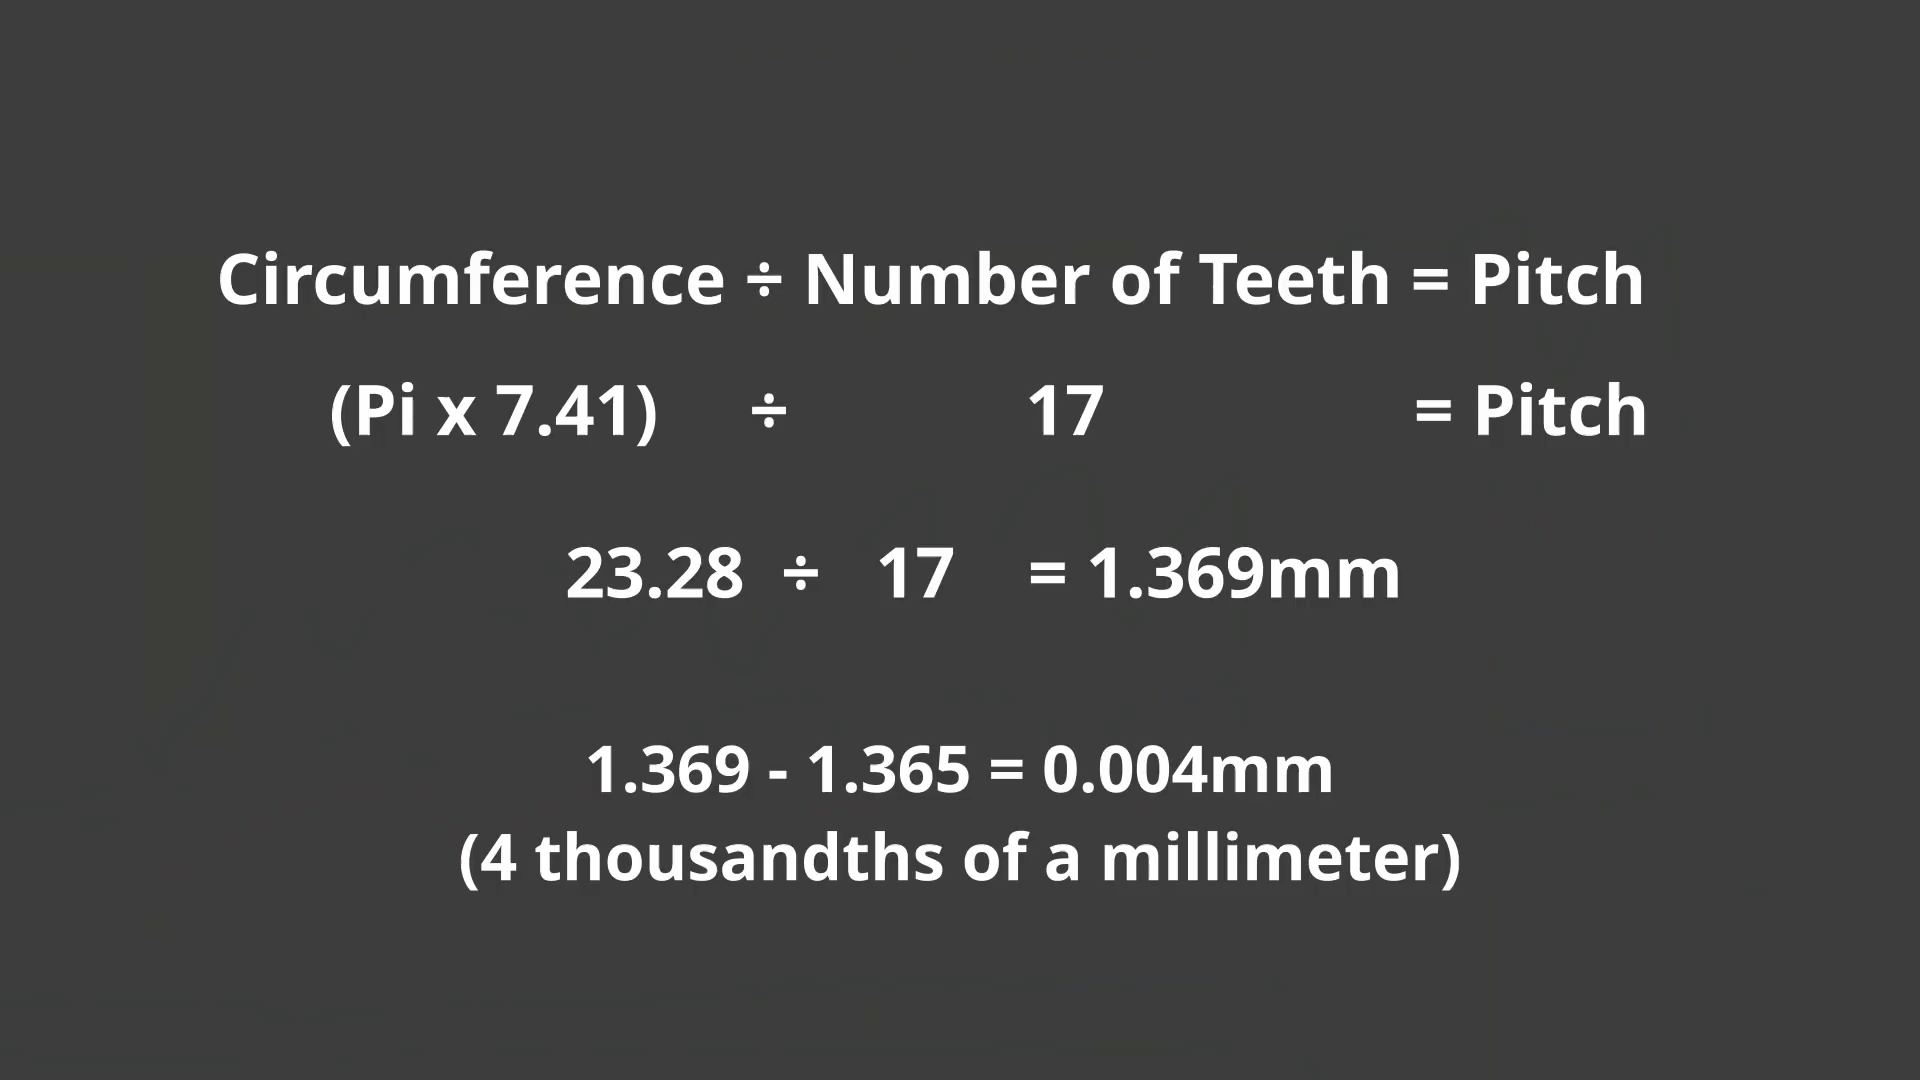 Circumference ÷ Number of Teeth = Pitch
(Pi x 7.41) ÷ 17 = Pitch
23.28 ÷ 17 = 1.369mm
1.369 - 1.365 = 0.004mm
(4 thousandths of a millimeter)